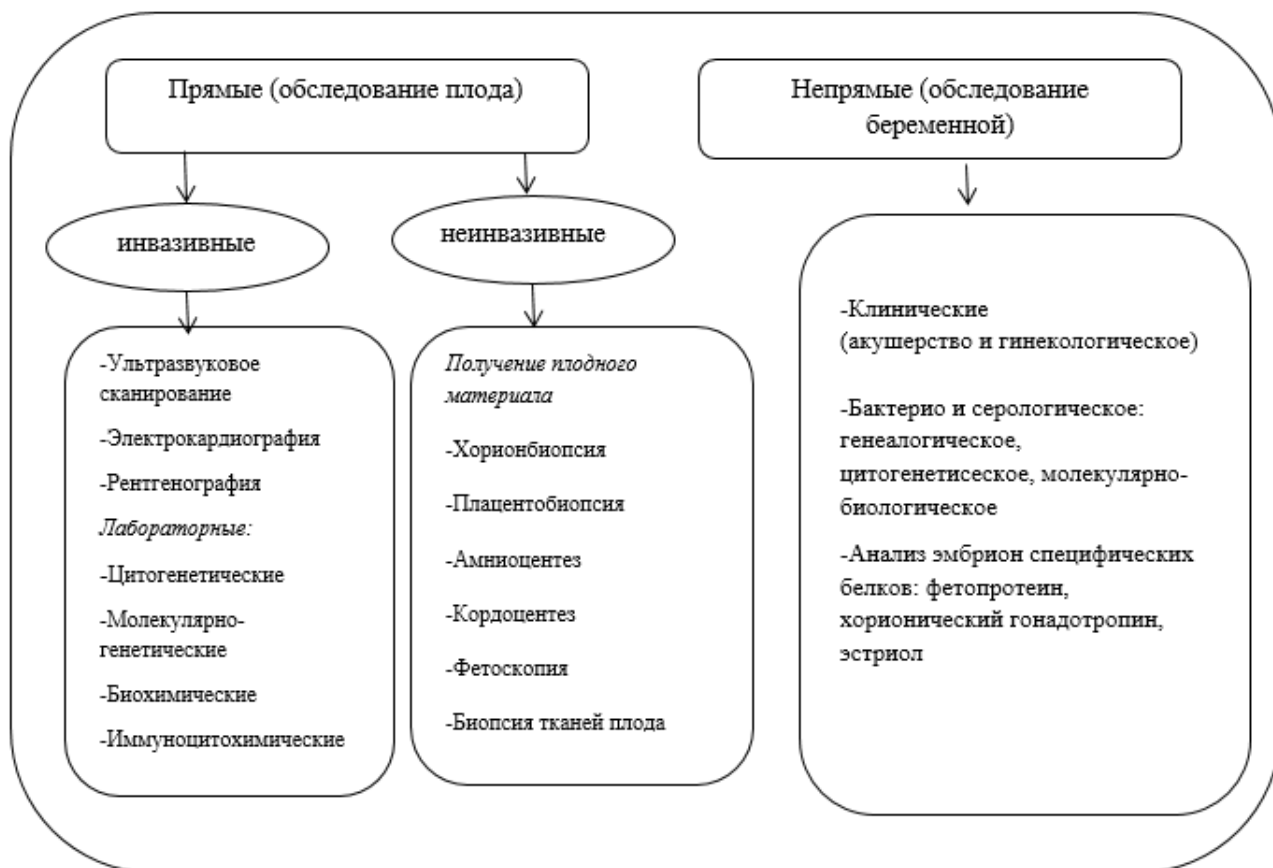 Прямые (обследование плода)
Непрямые (обследование
беременной)
инвазивные
неинвазивные
-Ультразвуковое
сканирование
-Электрокардиография
-Рентгенография
Лабораторные:
-Цитогенетические
-Молекулярно-
генетические
-Биохимические
-Иммуноцитохимические
Получение плодного
материала
-Хорионбиопсия
-Плацентобиопсия
-Амниоцентез
-Кордоцентез
-Фетоскопия
-Биопсия тканей плода
-Клинические
(акушерство и гинекологическое)
-Бактерио и серологическое:
генеалогическое,
цитогенетисеское, молекулярно-
биологическое
-Анализ эмбрион специфических
белков: фетопротеин,
хорионический гонадотропин,
эстриол